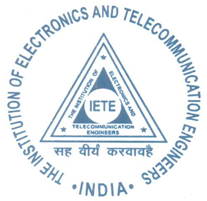 THE INSTITUTION OF ELECTRONICS AND TELECOMMUNICATION ENGINEERS
THE INSTITUTION OF
ELECTRONICS AND
IETE
TELECOMMUNICATION
ENGINEERS
सह वीर्यं करवावहै
• INDIA •